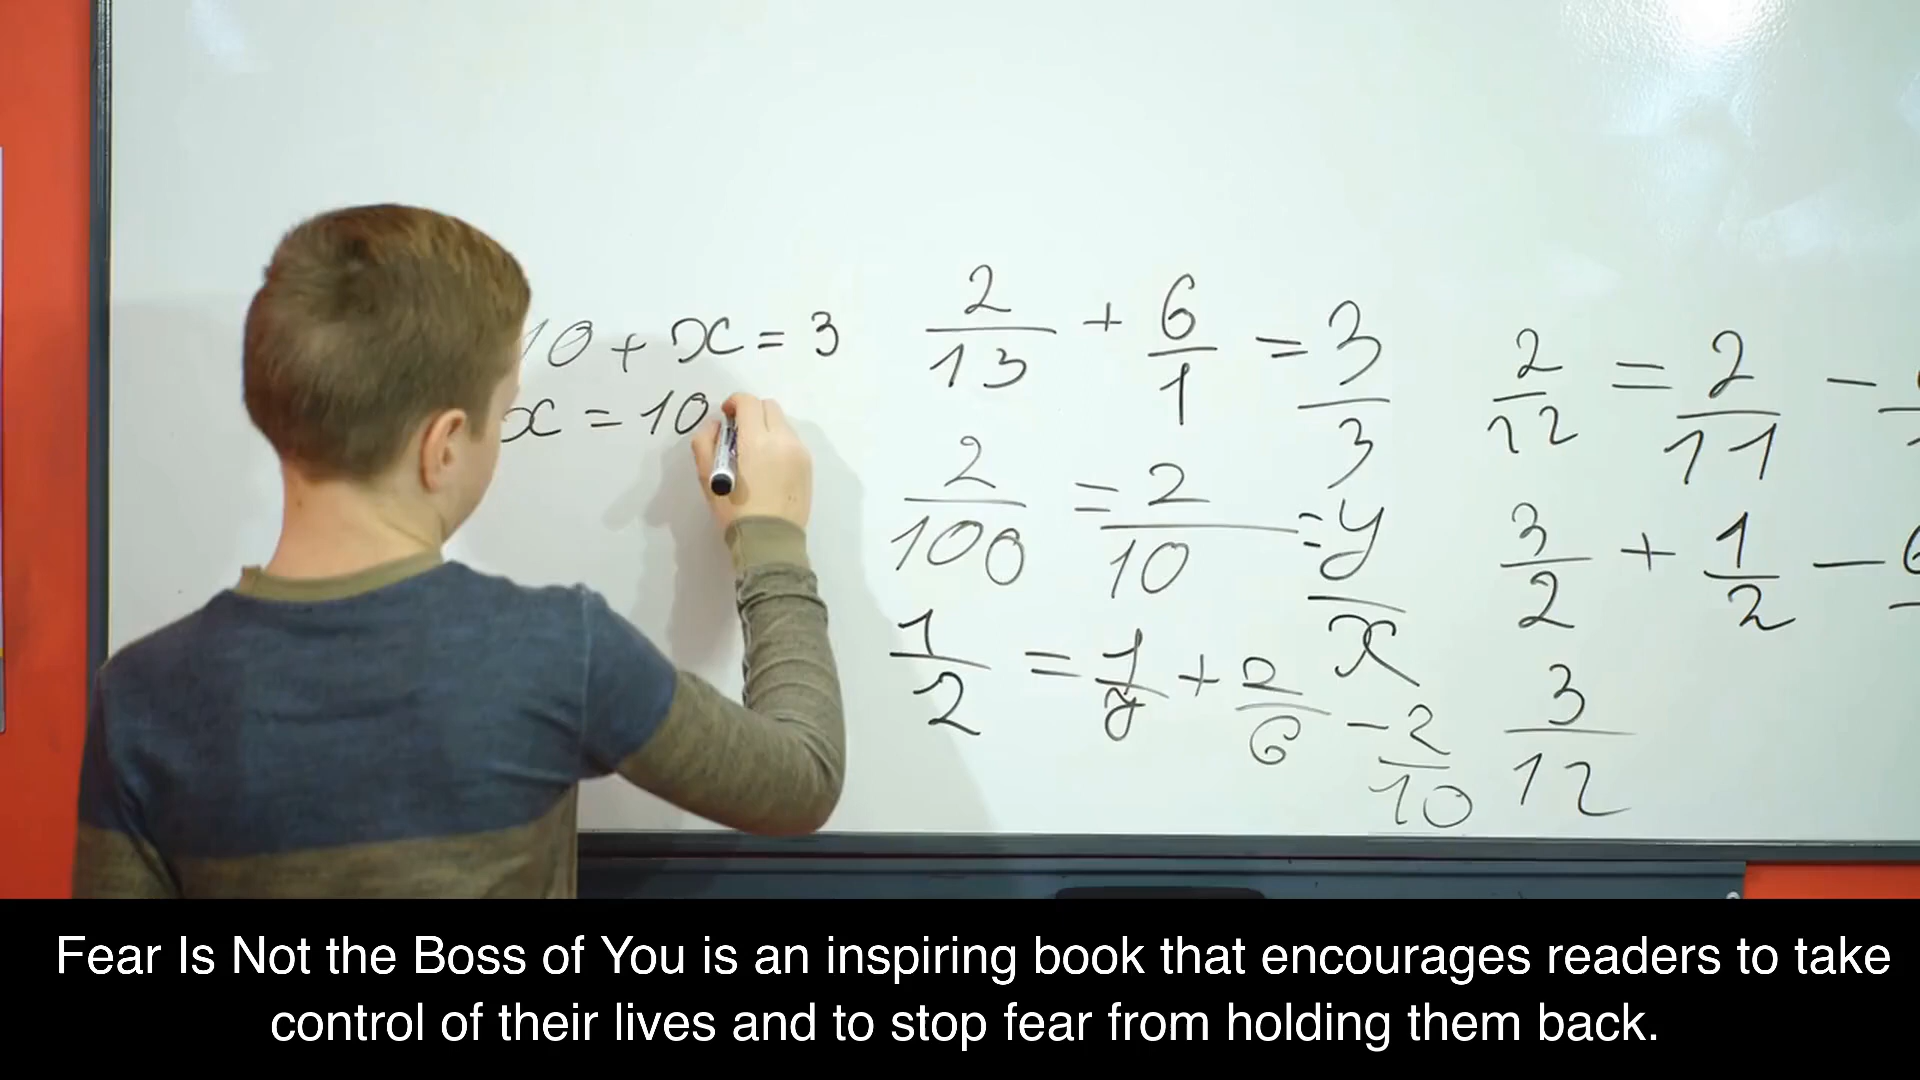 10 + x = 3
x = 10
2/13 + 6/1 = 3/3
2/100 = 2/10 = y/x
1/2 = 1/y + 2/6 - 2/10
2/12 = 2/11 -
3/2 + 1/2 -
3/12
Fear Is Not the Boss of You is an inspiring book that encourages readers to take
control of their lives and to stop fear from holding them back.